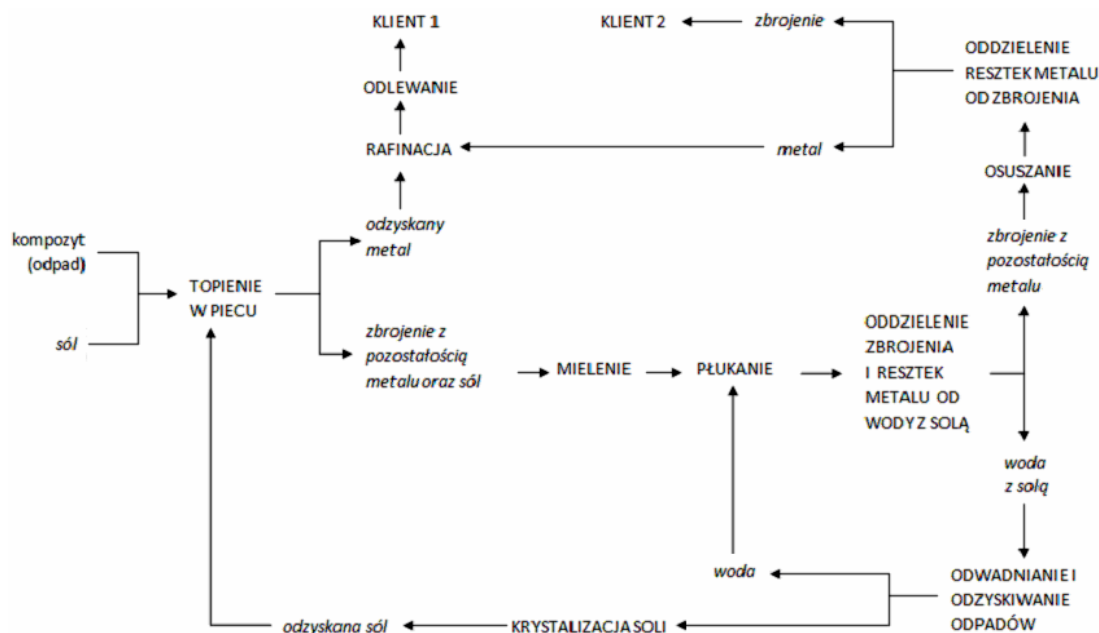 KLIENT 1
KLIENT 2
zbrojenie
ODDZIELENIE
RESZTEK METALU
OD ZBROJENIA
ODLEWANIE
RAFINACJA
metal
OSUSZANIE
odzyskany
metal
zbrojenie z
pozostałością
metalu
kompozyt
(odpad)
sól
TOPIENIE
W PIECU
zbrojenie z
pozostałością
metalu oraz sól
MIELENIE
PŁUKANIE
ODDZIELENIE
ZBROJENIA
I RESZTEK
METALU OD
WODY Z SOLĄ
woda
z solą
woda
ODWADNIANIE I
ODZYSKIWANIE
ODPADÓW
KRYSTALIZACJA SOLI
odzyskana sól